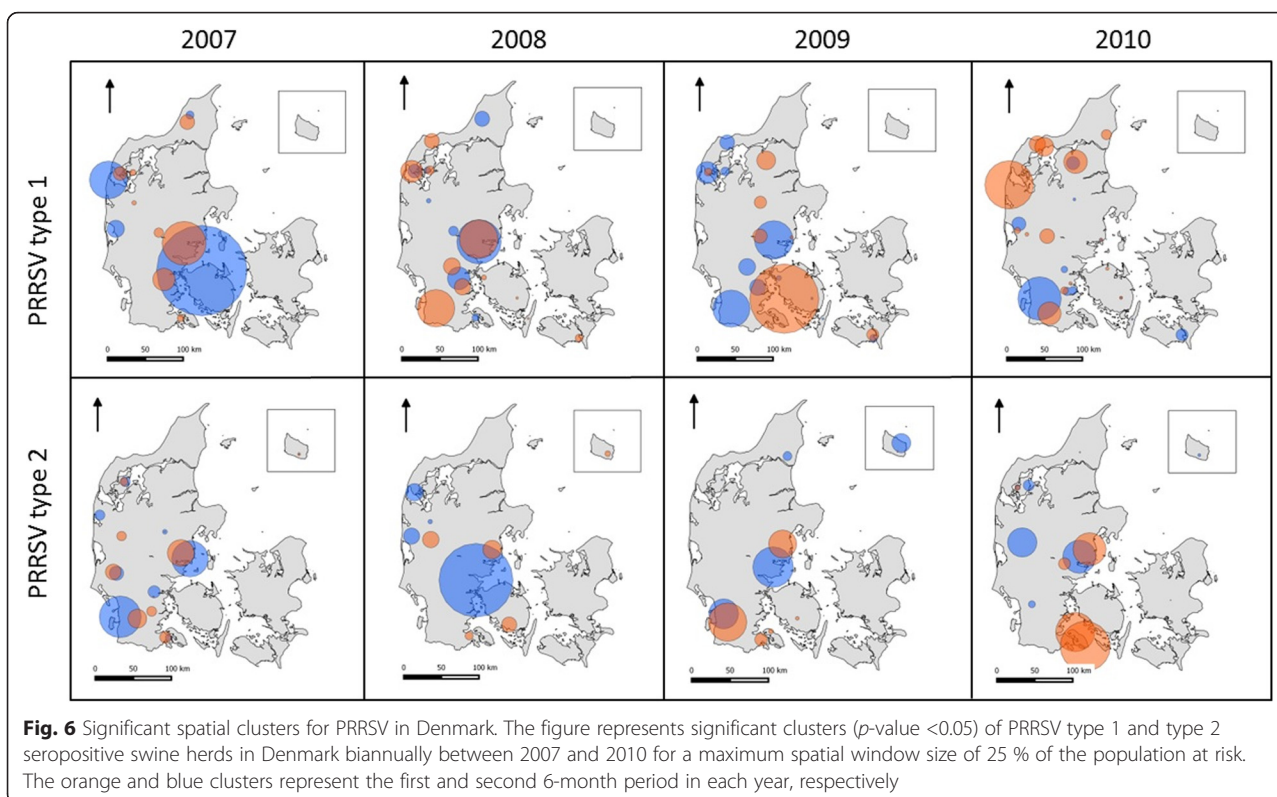 2007 2008 2009 2010
PRRSV type 1
0 50 100 km
0 50 100 km
0 50 100 km
0 50 100 km
PRRSV type 2
0 50 100 km
0 50 100 km
0 50 100 km
0 50 100 km
Fig. 6 Significant spatial clusters for PRRSV in Denmark. The figure represents significant clusters (p-value <0.05) of PRRSV type 1 and type 2
seropositive swine herds in Denmark biannually between 2007 and 2010 for a maximum spatial window size of 25 % of the population at risk.
The orange and blue clusters represent the first and second 6-month period in each year, respectively